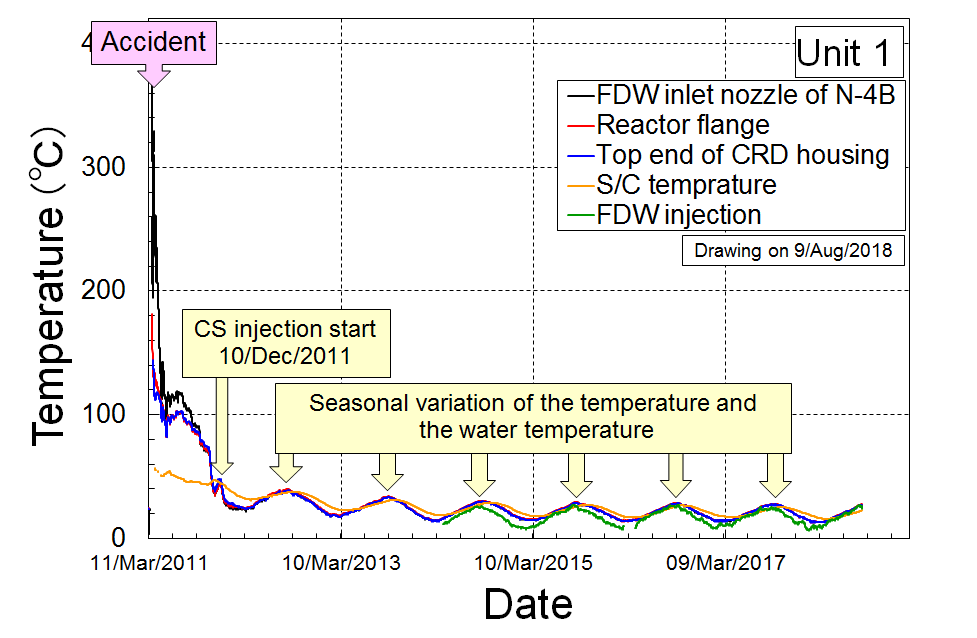 Accident
Unit 1
FDW inlet nozzle of N-4B
Reactor flange
Top end of CRD housing
S/C temprature
FDW injection
Drawing on 9/Aug/2018
CS injection start
10/Dec/2011
Seasonal variation of the temperature and
the water temperature
Temperature (℃)
4
300
200
100
0
11/Mar/2011
10/Mar/2013
10/Mar/2015
09/Mar/2017
Date